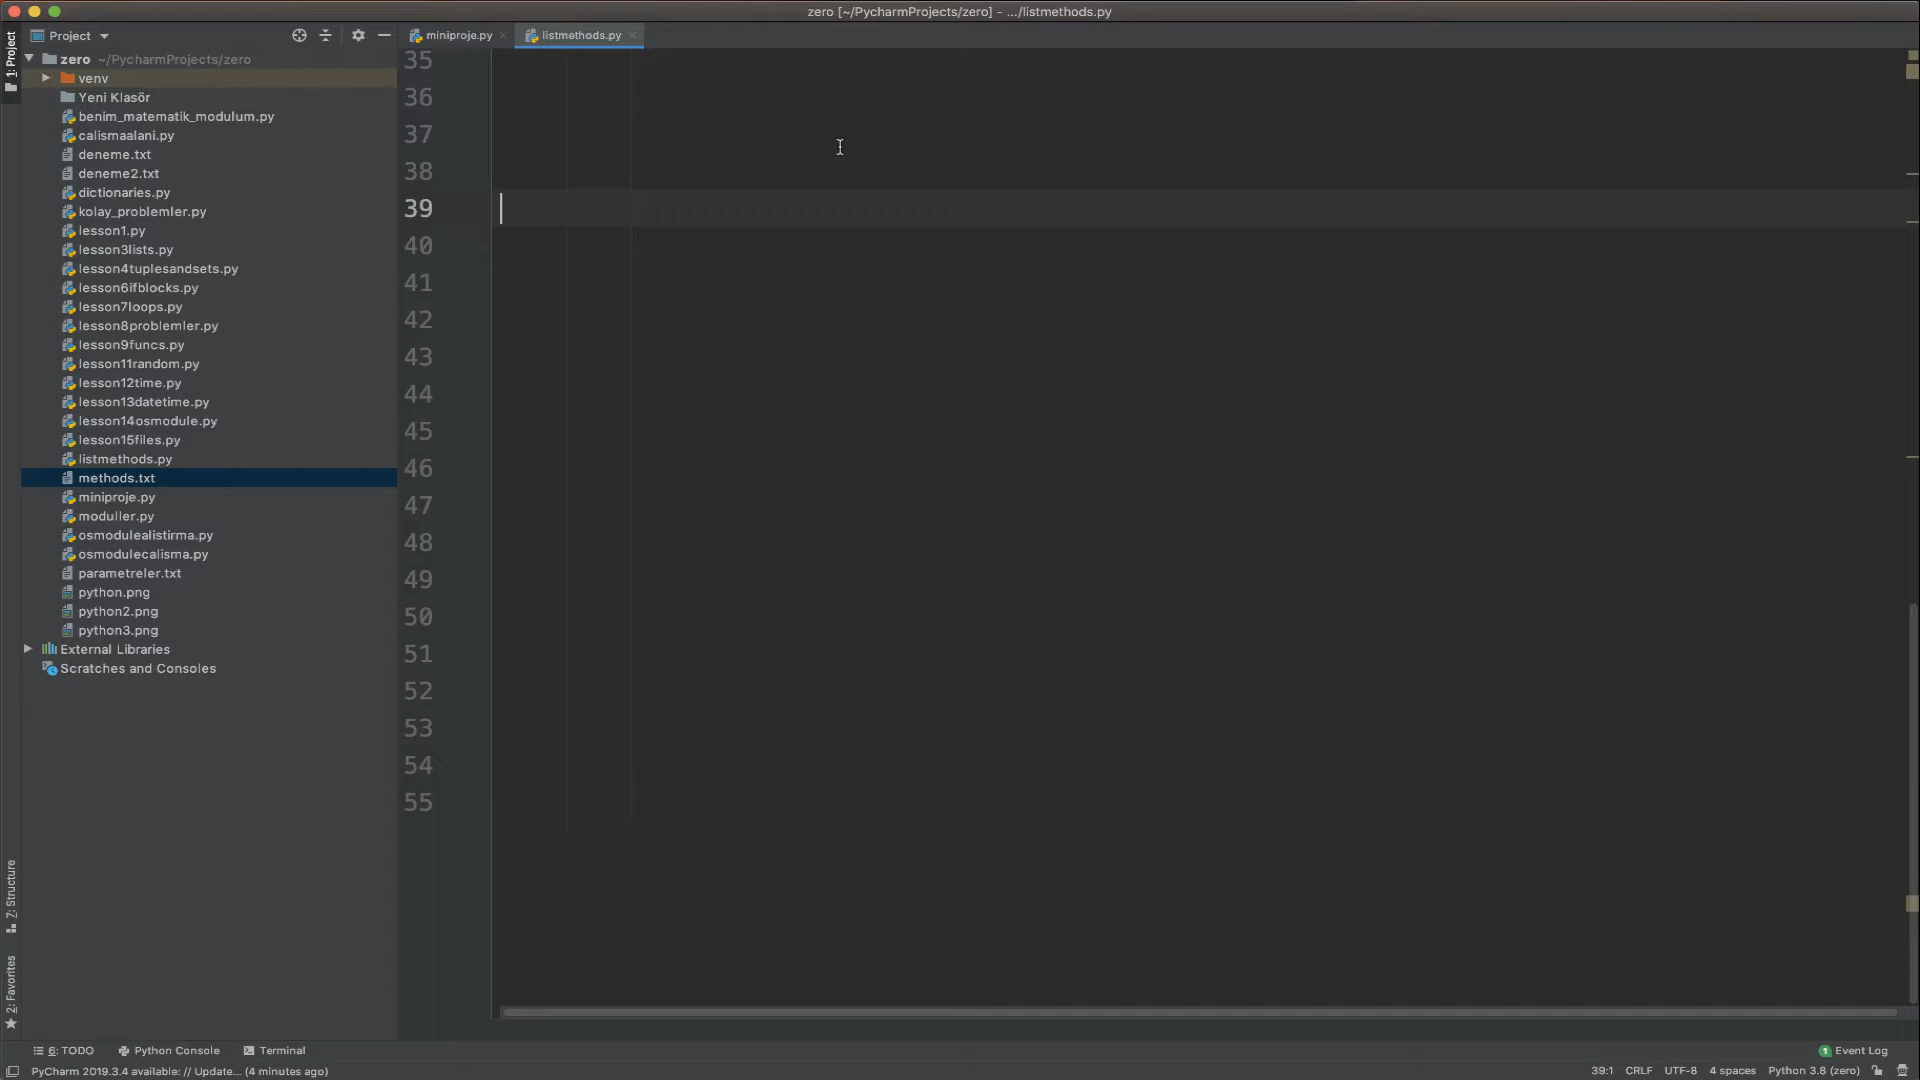 zero [~/PycharmProjects/zero] - .../listmethods.py
Project
miniproje.py
listmethods.py
1: Project
zero ~/PycharmProjects/zero
venv
Yeni Klasör
benim_matematik_modulum.py
calismaalani.py
deneme.txt
deneme2.txt
dictionaries.py
kolay_problemler.py
lesson1.py
lesson3lists.py
lesson4tuplesandsets.py
lesson6ifblocks.py
lesson7loops.py
lesson8problemler.py
lesson9funcs.py
lesson11random.py
lesson12time.py
lesson13datetime.py
lesson14osmodule.py
lesson15files.py
listmethods.py
methods.txt
miniproje.py
moduller.py
osmodulealistirma.py
osmodulecalisma.py
parametreler.txt
python.png
python2.png
python3.png
External Libraries
Scratches and Consoles
35
36
37
38
39
40
41
42
43
44
45
46
47
48
49
50
51
52
53
54
55
7: Structure
2: Favorites
6: TODO
Python Console
Terminal
1 Event Log
PyCharm 2019.3.4 available: // Update... (4 minutes ago)
39:1 CRLF UTF-8 4 spaces Python 3.8 (zero)